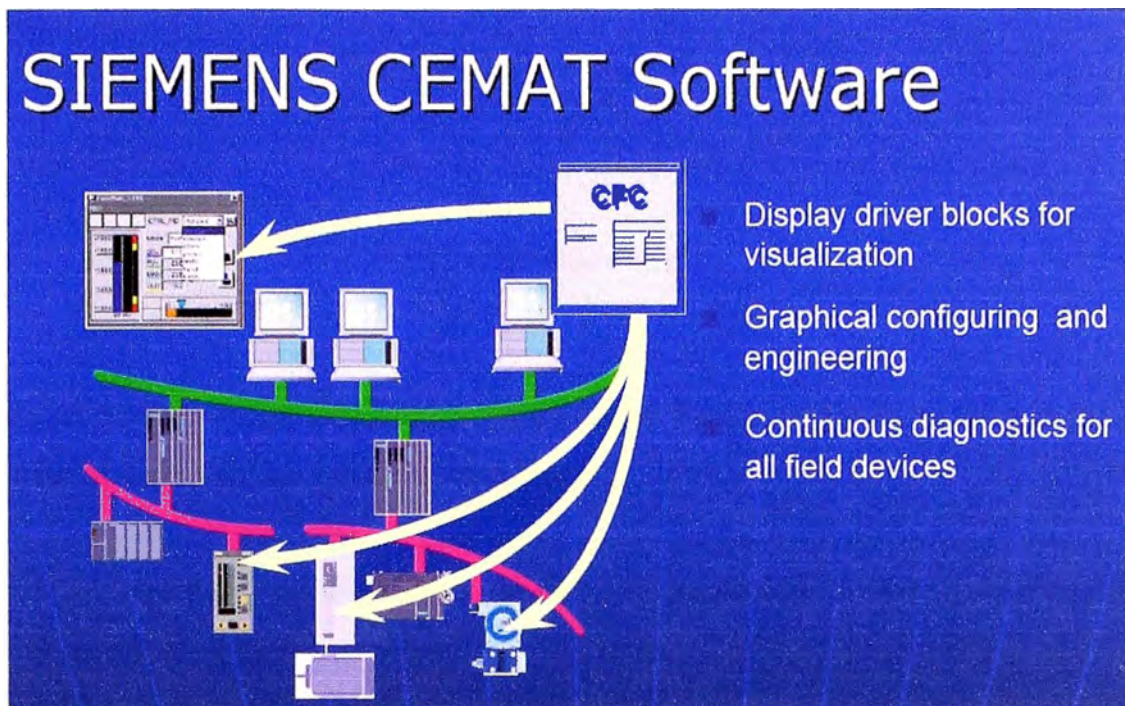 SIEMENS CEMAT Software
CFC
Display driver blocks for
visualization
Graphical configuring and
engineering
Continuous diagnostics for
all field devices